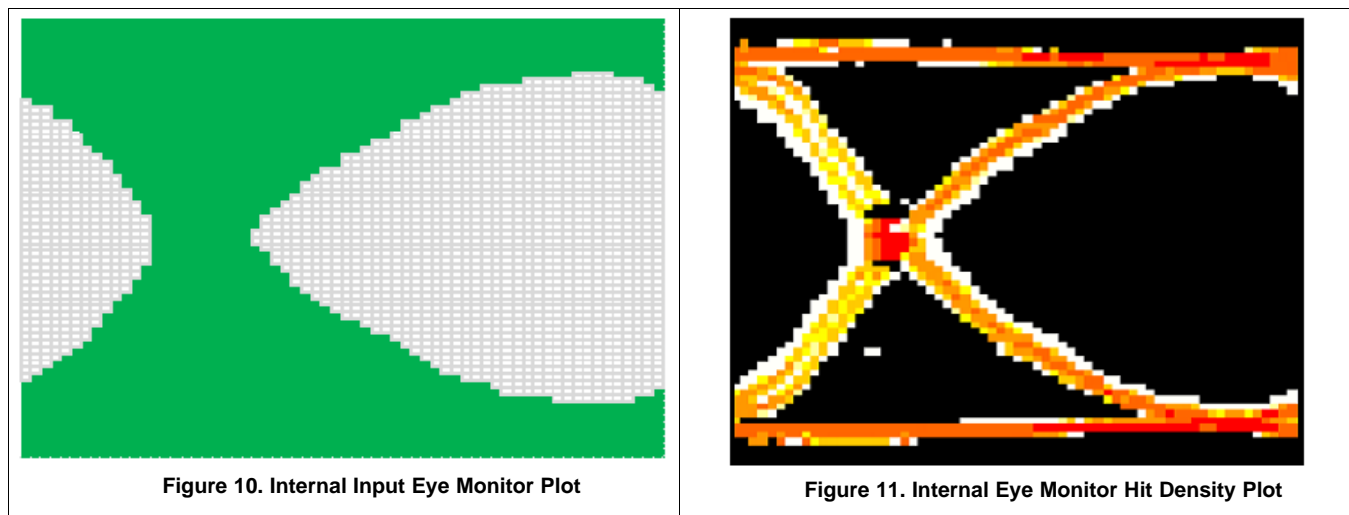 Figure 10. Internal Input Eye Monitor Plot
Figure 11. Internal Eye Monitor Hit Density Plot